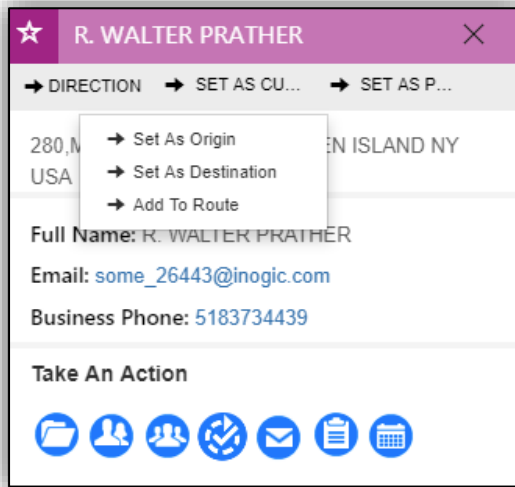 R. WALTER PRATHER
DIRECTION SET AS CU... SET AS P...
Set As Origin
280,M EN ISLAND NY
Set As Destination
USA
Add To Route
Full Name: R. WALTER PRATHER
Email: some_26443@inogic.com
Business Phone: 5183734439
Take An Action